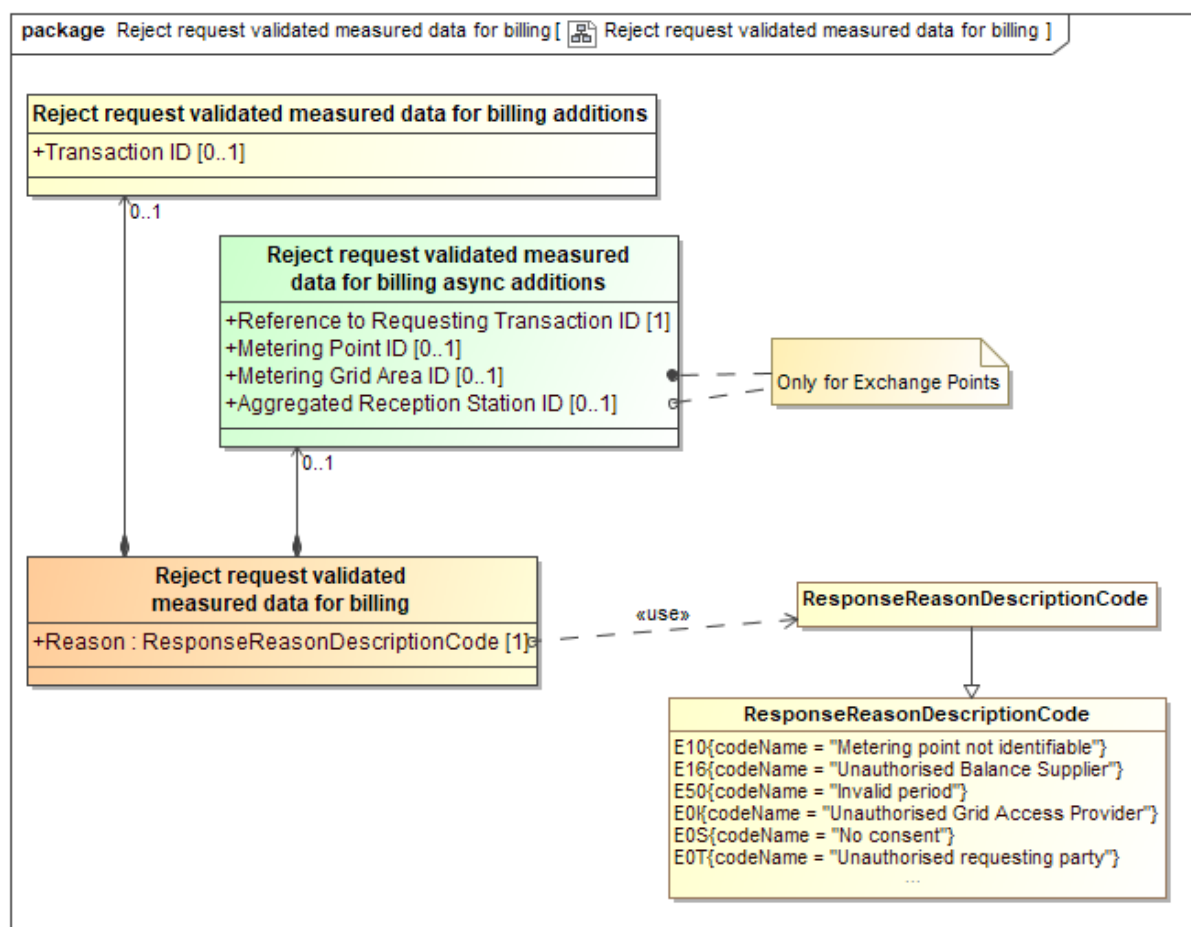 package Reject request validated measured data for billing [ Reject request validated measured data for billing ]
Reject request validated measured data for billing additions
+Transaction ID [0..1]
0..1
Reject request validated measured
data for billing async additions
+Reference to Requesting Transaction ID [1]
+Metering Point ID [0..1]
+Metering Grid Area ID [0..1]
+Aggregated Reception Station ID [0..1]
Only for Exchange Points
0..1
Reject request validated
measured data for billing
+Reason : ResponseReasonDescriptionCode [1]
«use»
ResponseReasonDescriptionCode
ResponseReasonDescriptionCode
E10{codeName = "Metering point not identifiable"}
E16{codeName = "Unauthorised Balance Supplier"}
E50{codeName = "Invalid period"}
E0I{codeName = "Unauthorised Grid Access Provider"}
E0S{codeName = "No consent"}
E0T{codeName = "Unauthorised requesting party"}
...